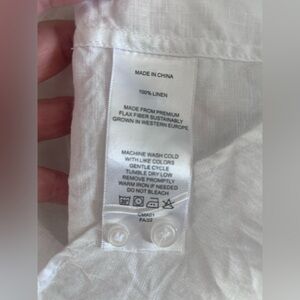 MADE IN CHINA
100% LINEN
MADE FROM PREMIUM
FLAX FIBER SUSTAINABLY
GROWN IN WESTERN EUROPE.
MACHINE WASH COLD
WITH LIKE COLORS
GENTLE CYCLE
TUMBLE DRY LOW
REMOVE PROMPTLY
WARM IRON IF NEEDED
DO NOT BLEACH